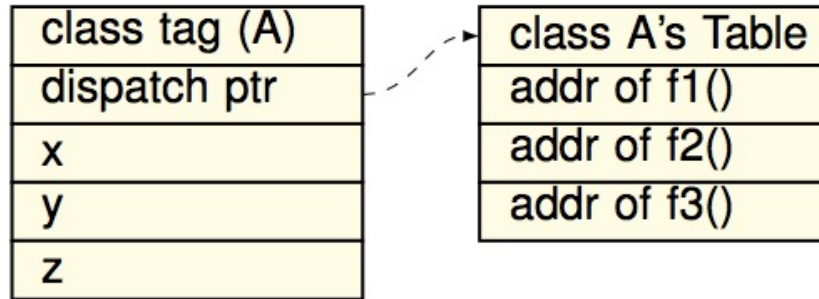 class tag (A)
dispatch ptr
x
y
z
class A's Table
addr of f1()
addr of f2()
addr of f3()